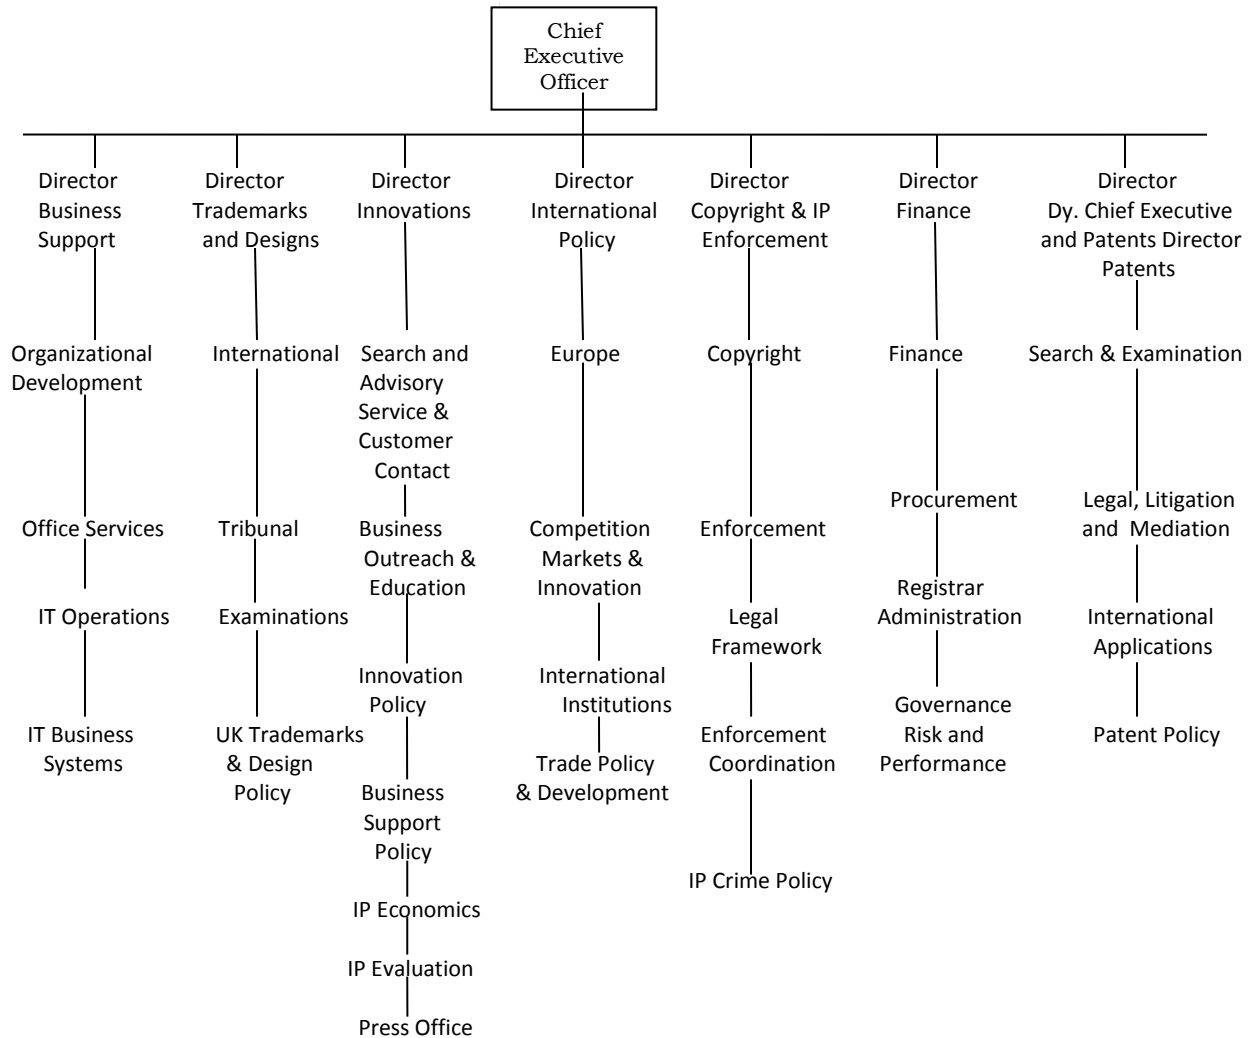 Chief
Executive
Officer
Director
Business
Support
Organizational
Development
Office Services
IT Operations
IT Business
Systems
Director
Trademarks
and Designs
International
Tribunal
Examinations
UK Trademarks
& Design
Policy
Director
Innovations
Search and
Advisory
Service &
Customer
Contact
Business
Outreach &
Education
Innovation
Policy
Business
Support
Policy
IP Economics
IP Evaluation
Press Office
Director
International
Policy
Europe
Competition
Markets &
Innovation
International
Institutions
Trade Policy
& Development
Director
Copyright & IP
Enforcement
Copyright
Enforcement
Legal
Framework
Enforcement
Coordination
IP Crime Policy
Director
Finance
Finance
Procurement
Registrar
Administration
Governance
Risk and
Performance
Director
Dy. Chief Executive
and Patents Director
Patents
Search & Examination
Legal, Litigation
and Mediation
International
Applications
Patent Policy